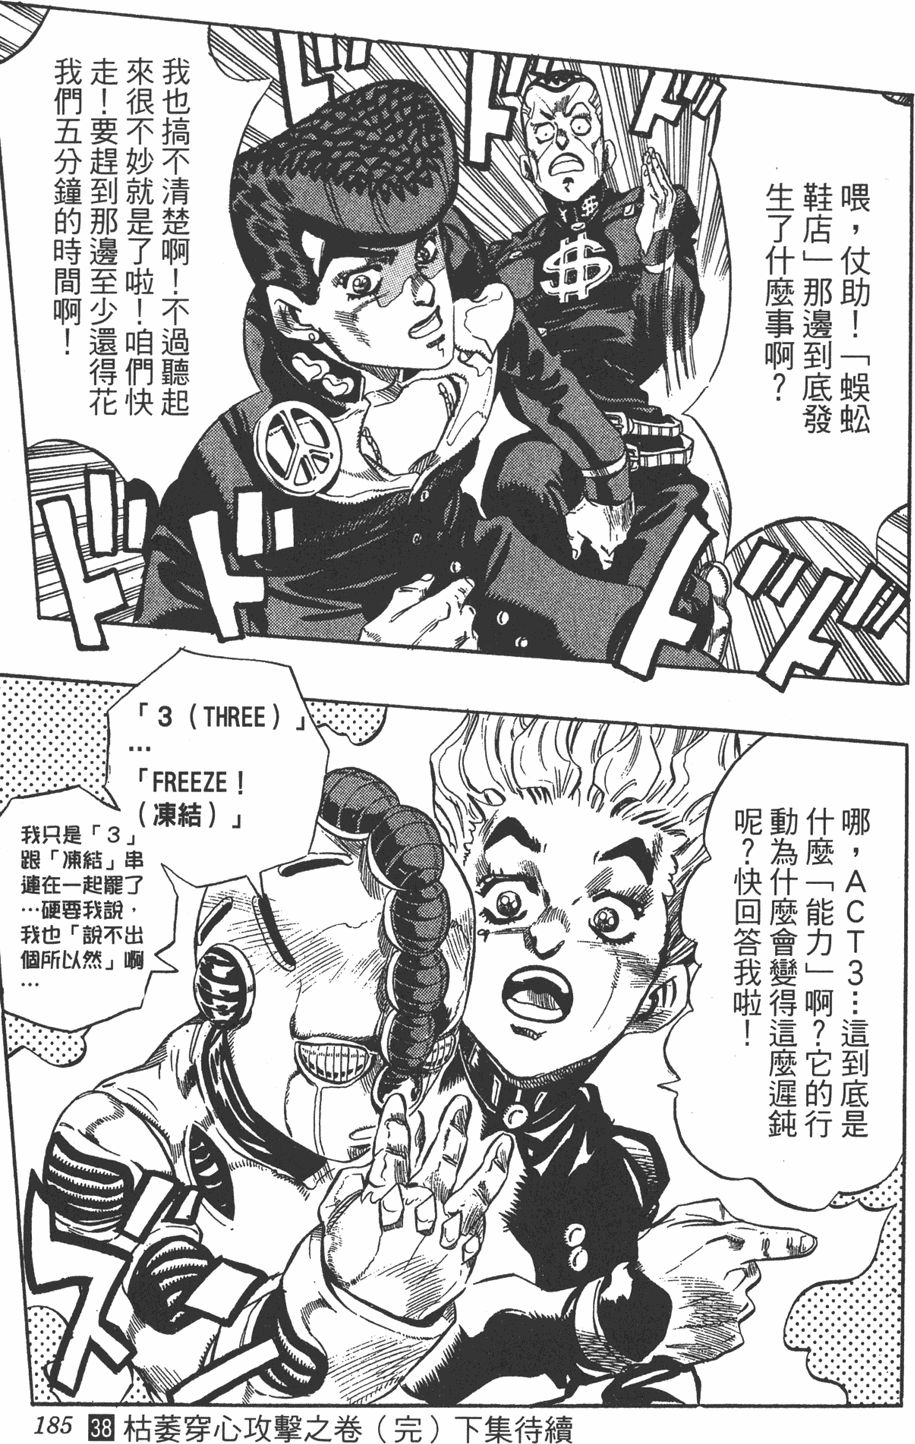 喂，仗助！「蜈蚣
鞋店」那邊到底發
生了什麼事啊？
我也搞不清楚啊！不過聽起
來很不妙就是了啦！咱們快
走！要趕到那邊至少還得花
我們五分鐘的時間啊！
ドドド
ドドドド
哪，ACT3…這到底是
什麼「能力」啊？它的行
動為什麼會變得這麼遲鈍
呢？快回答我啦！
「3（THREE）」
…
「FREEZE！
（凍結）」
我只是「3」
跟「凍結」串
連在一起罷了
…硬要我說，
我也「說不出
個所以然」啊
…
185 38 枯萎穿心攻擊之卷（完）下集待續